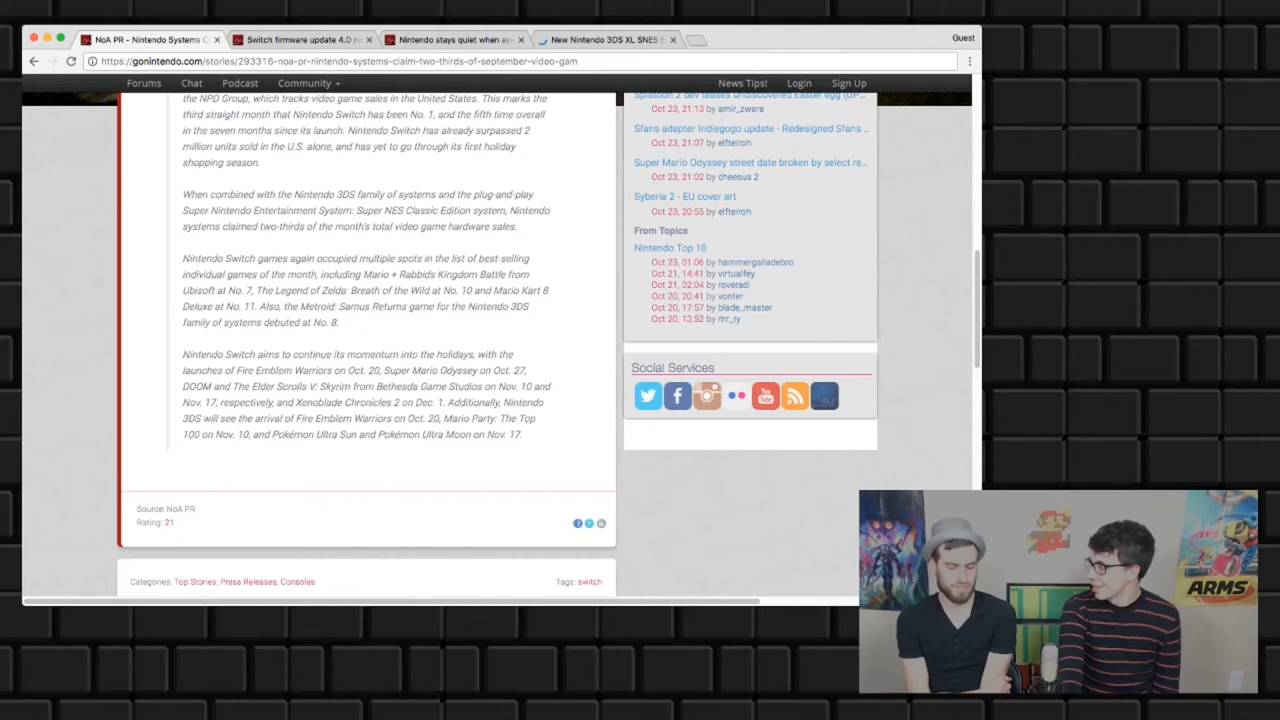 NoA PR - Nintendo Systems C
Switch firmware update 4.0 n
Nintendo stays quiet when as
New Nintendo 3DS XL SNES E
Guest
https://gonintendo.com/stories/293316-noa-pr-nintendo-systems-claim-two-thirds-of-september-video-gam
Forums Chat Podcast Community News Tips! Login Sign Up
the NPD Group, which tracks video game sales in the United States. This marks the
third straight month that Nintendo Switch has been No. 1, and the fifth time overall
in the seven months since its launch. Nintendo Switch has already surpassed 2
million units sold in the U.S. alone, and has yet to go through its first holiday
shopping season.
When combined with the Nintendo 3DS family of systems and the plug-and-play
Super Nintendo Entertainment System: Super NES Classic Edition system, Nintendo
systems claimed two-thirds of the month's total video game hardware sales.
Nintendo Switch games again occupied multiple spots in the list of best-selling
individual games of the month, including Mario + Rabbids Kingdom Battle from
Ubisoft at No. 7, The Legend of Zelda: Breath of the Wild at No. 10 and Mario Kart 8
Deluxe at No. 11. Also, the Metroid: Samus Returns game for the Nintendo 3DS
family of systems debuted at No. 8.
Nintendo Switch aims to continue its momentum into the holidays, with the
launches of Fire Emblem Warriors on Oct. 20, Super Mario Odyssey on Oct. 27,
DOOM and The Elder Scrolls V: Skyrim from Bethesda Game Studios on Nov. 10 and
Nov. 17, respectively, and Xenoblade Chronicles 2 on Dec. 1. Additionally, Nintendo
3DS will see the arrival of Fire Emblem Warriors on Oct. 20, Mario Party: The Top
100 on Nov. 10, and Pokémon Ultra Sun and Pokémon Ultra Moon on Nov. 17.
Source: NoA PR
Rating: 21
Categories: Top Stories, Press Releases, Consoles
Tags: switch
Splatoon 2 dev teases undiscovered Easter egg (UP...
Oct 23, 21:13 by amir_zwara
Sfans adapter Indiegogo update - Redesigned Sfans ...
Oct 23, 21:07 by elfteiroh
Super Mario Odyssey street date broken by select re...
Oct 23, 21:02 by cheesus 2
Syberia 2 - EU cover art
Oct 23, 20:55 by elfteiroh
From Topics
Nintendo Top 10
Oct 23, 01:06 by hammergalladebro
Oct 21, 14:41 by virtualfey
Oct 21, 02:04 by roveradl
Oct 20, 20:41 by vonter
Oct 20, 17:57 by blade_master
Oct 20, 13:52 by mr_ry
Social Services
You
Tube
ARMS